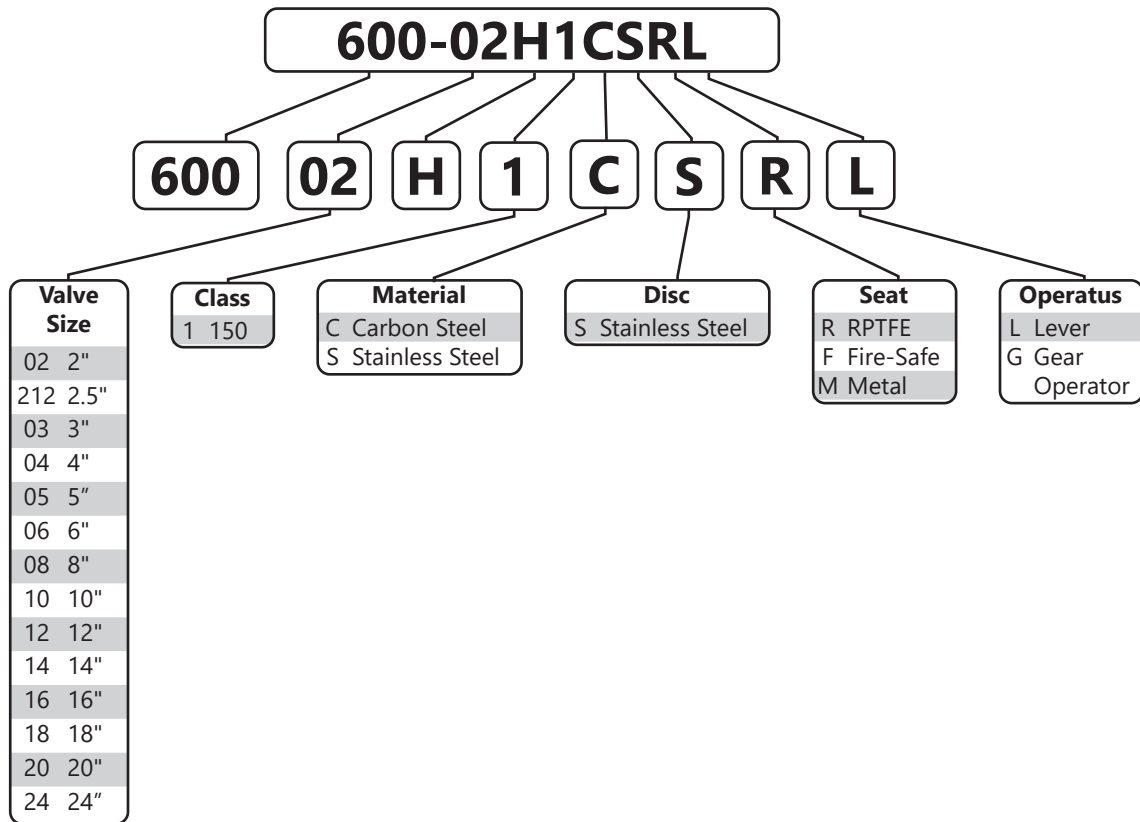 600-02H1CSRL
600 02 H 1 C S R L
Valve
Size
02 2"
212 2.5"
03 3"
04 4"
05 5"
06 6"
08 8"
10 10"
12 12"
14 14"
16 16"
18 18"
20 20"
24 24"
Class
1 150
Material
C Carbon Steel
S Stainless Steel
Disc
S Stainless Steel
Seat
R RPTFE
F Fire-Safe
M Metal
Operatus
L Lever
G Gear
Operator